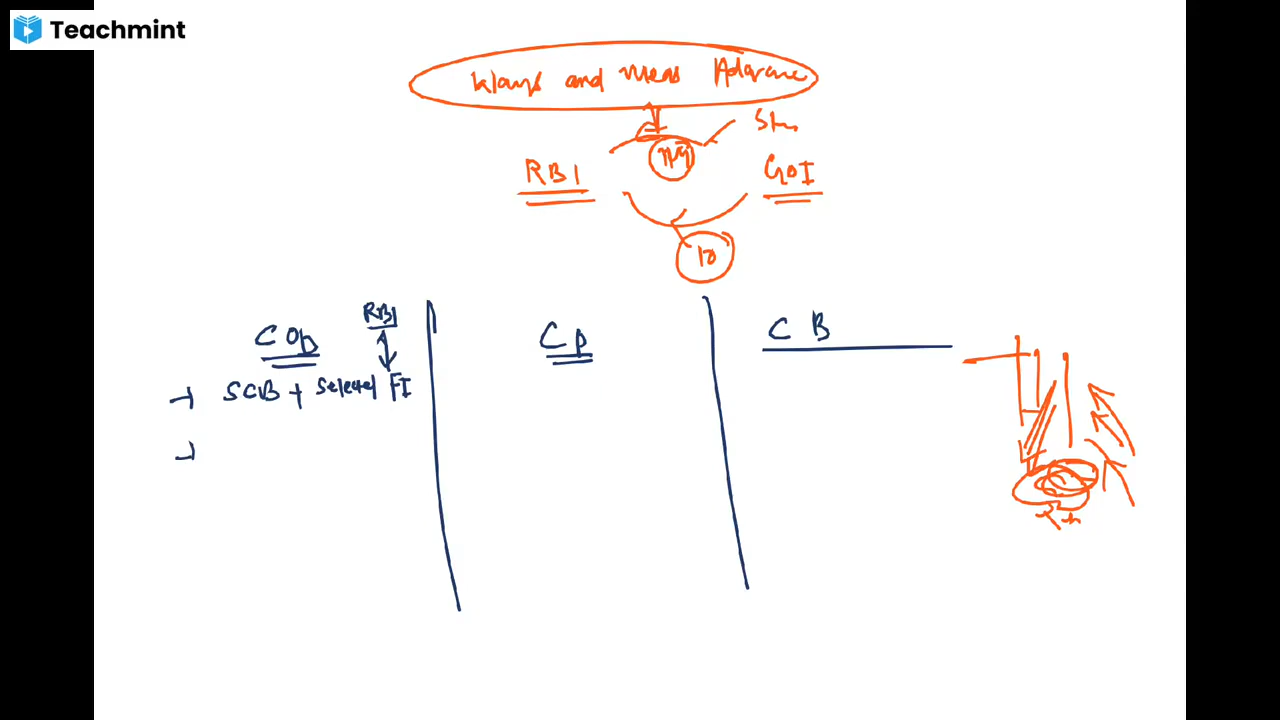 Teachmint
Ways and Means Advance
RBI
GOI
10
COD
RBI
→ SCB + Selected FI
→
CP
CB